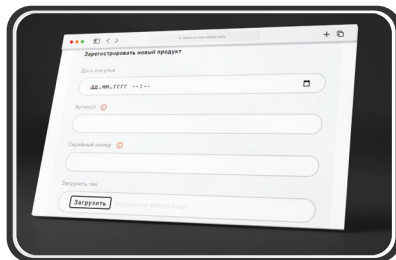 Зарегистрировать новый продукт
Дата покупки
ДД.ММ.ГГГГ --:--
Артикул
Серийный номер
Загрузить чек
Загрузить